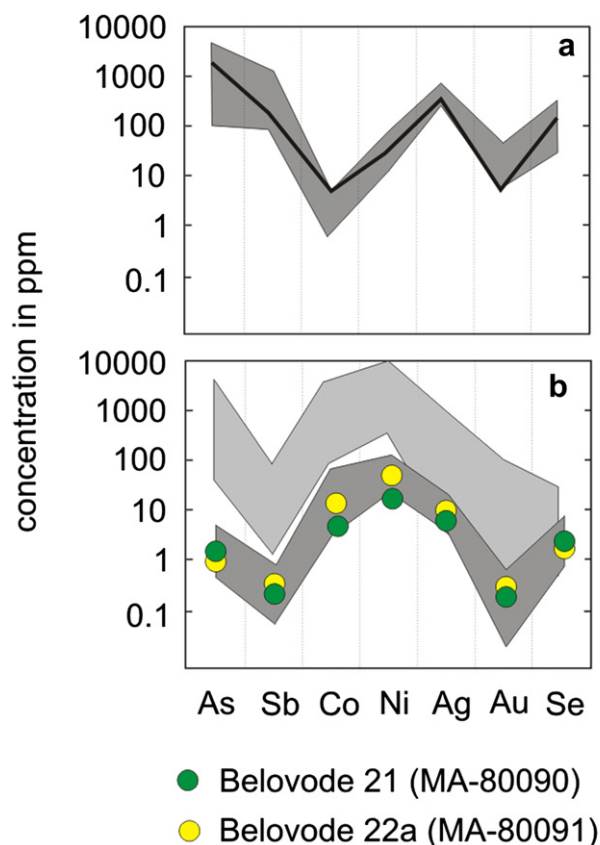 concentration in ppm
10000
1000
100
10
1
0.1
a
10000
1000
100
10
1
0.1
b
As Sb Co Ni Ag Au Se
Belovode 21 (MA-80090)
Belovode 22a (MA-80091)